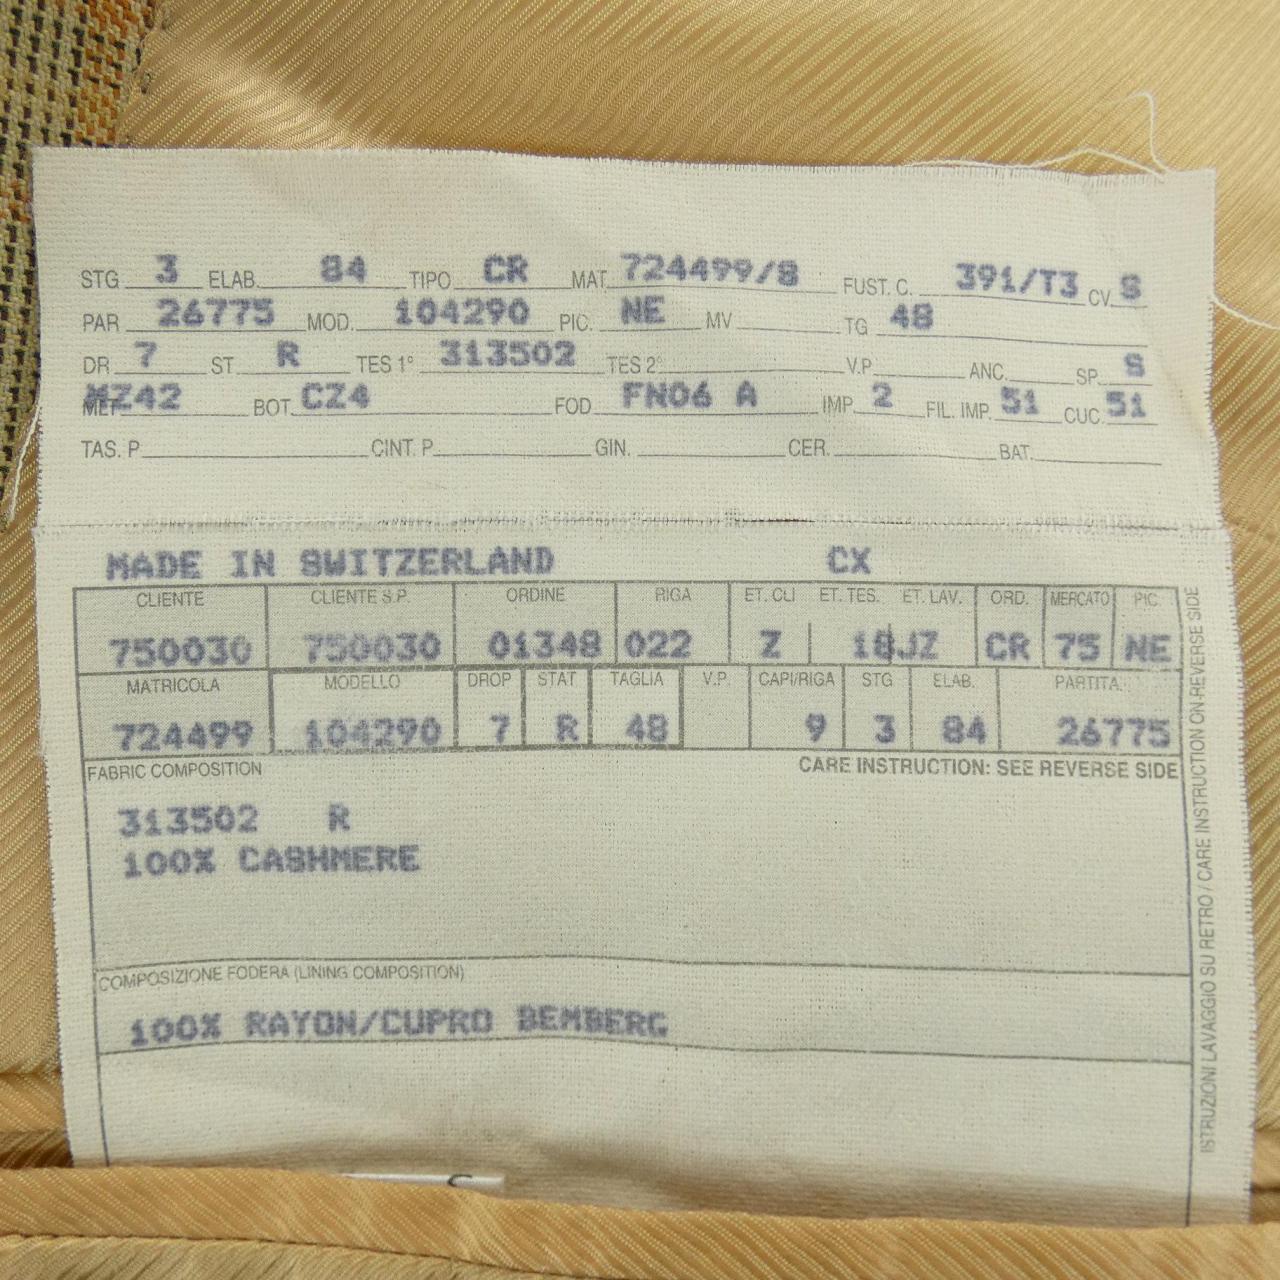 STG 3 ELAB. 84 TIPO CR MAT. 724499/8 FUST. C. 391/T3 CV. S
PAR 26775 MOD. 104290 PIC. NE MV TG 48
DR 7 ST R TES 1° 313502 TES 2° V.P. ANC. SP. S
MZ42 BOT CZ4 FOD FN06 A IMP. 2 FIL. IMP. 51 CUC. 51
TAS. P. CINT. P. GIN. CER. BAT.
MADE IN SWITZERLAND CX
CLIENTE CLIENTE S.P. ORDINE RIGA ET. CLI ET. TES. ET. LAV. ORD. MERCATO PIC.
750030 750030 01348 022 Z 18JZ CR 75 NE
MATRICOLA MODELLO DROP STAT TAGLIA V.P. CAPI/RIGA STG ELAB. PARTITA
724499 104290 7 R 48 9 3 84 26775
FABRIC COMPOSITION CARE INSTRUCTION: SEE REVERSE SIDE
313502 R
100% CASHMERE
COMPOSIZIONE FODERA (LINING COMPOSITION)
100% RAYON/CUPRO BEMBERG
ISTRUZIONI LAVAGGIO SU RETRO / CARE INSTRUCTION ON REVERSE SIDE